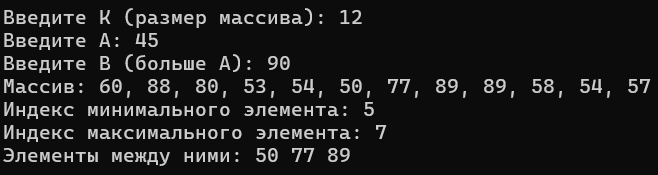 Введите K (размер массива): 12
Введите A: 45
Введите B (больше A): 90
Массив: 60, 88, 80, 53, 54, 50, 77, 89, 89, 58, 54, 57
Индекс минимального элемента: 5
Индекс максимального элемента: 7
Элементы между ними: 50 77 89